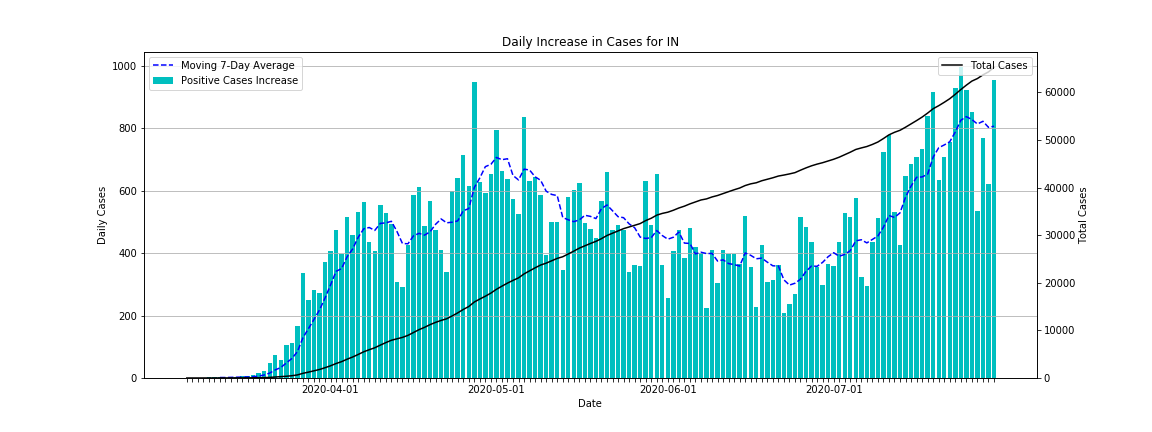 Daily Increase in Cases for IN
Moving 7-Day Average
Positive Cases Increase
Total Cases
1000
800
600
400
200
0
Daily Cases
60000
50000
40000
30000
20000
10000
0
Total Cases
2020-04-01
2020-05-01
2020-06-01
2020-07-01
Date